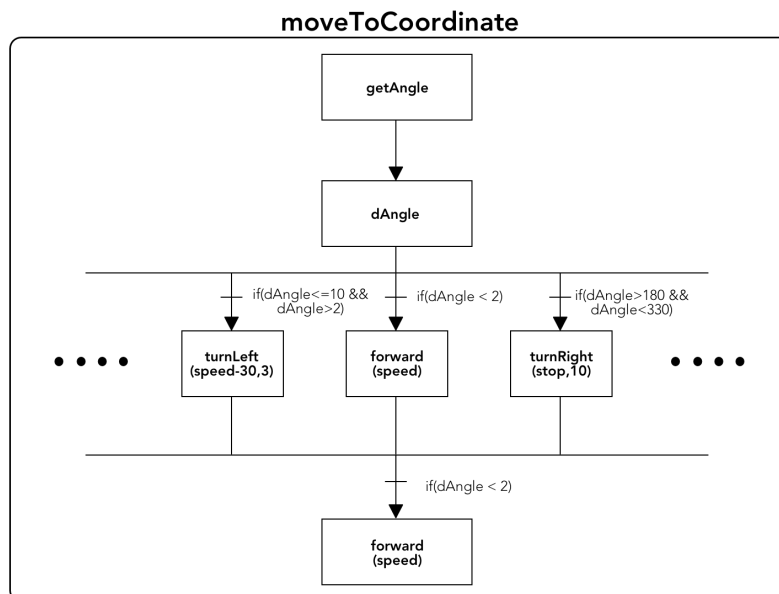 moveToCoordinate
getAngle
dAngle
if(dAngle<=10 &&
dAngle>2)
if(dAngle < 2)
if(dAngle>180 &&
dAngle<330)
turnLeft
(speed-30,3)
forward
(speed)
turnRight
(stop,10)
if(dAngle < 2)
forward
(speed)